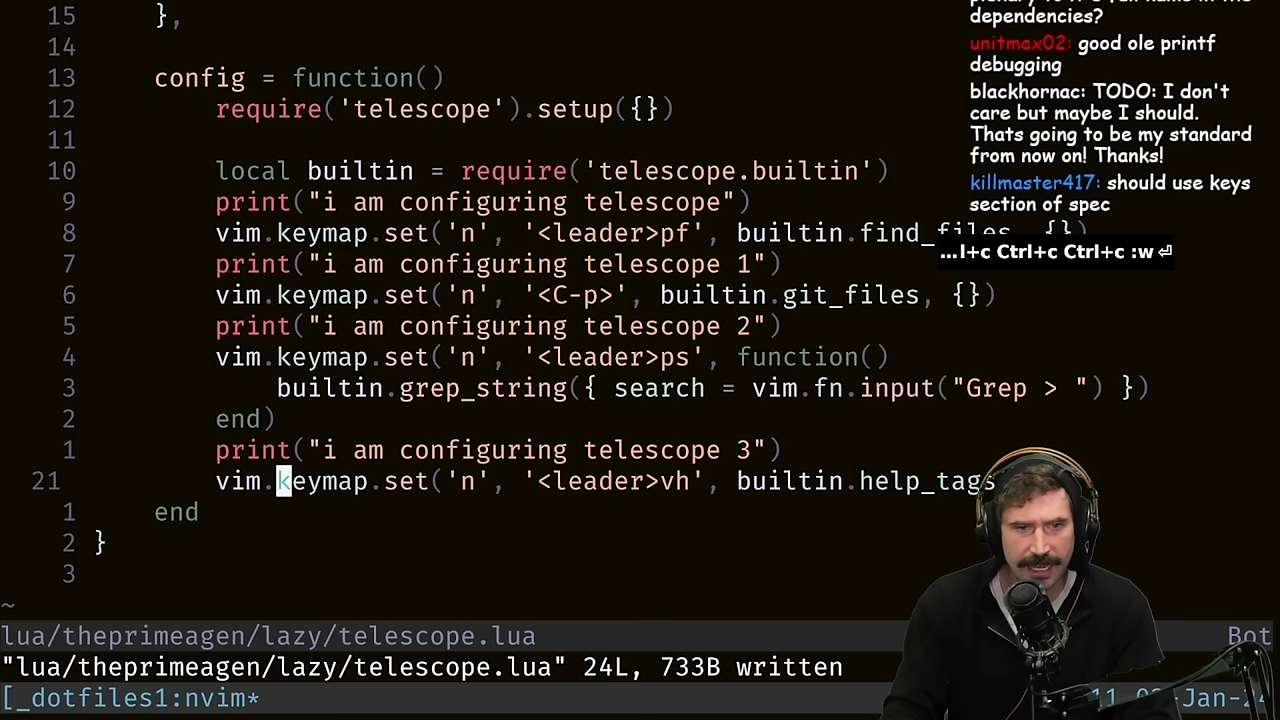 15     },
14
13     config = function()
12         require('telescope').setup({})
11
10         local builtin = require('telescope.builtin')
9         print("i am configuring telescope")
8         vim.keymap.set('n', '<leader>pf', builtin.find_files, {})
7         print("i am configuring telescope 1")
6         vim.keymap.set('n', '<C-p>', builtin.git_files, {})
5         print("i am configuring telescope 2")
4         vim.keymap.set('n', '<leader>ps', function()
3             builtin.grep_string({ search = vim.fn.input("Grep > ") })
2         end)
1         print("i am configuring telescope 3")
21         vim.keymap.set('n', '<leader>vh', builtin.help_tags
1     end
2 }
3
~
lua/theprimeagen/lazy/telescope.lua Bot
"lua/theprimeagen/lazy/telescope.lua" 24L, 733B written
[_dotfiles1:nvim*
dependencies?
unitmax02: good ole printf
debugging
blackhornac: TODO: I don't
care but maybe I should.
Thats going to be my standard
from now on! Thanks!
killmaster417: should use keys
section of spec
...l+c Ctrl+c Ctrl+c :w⏎